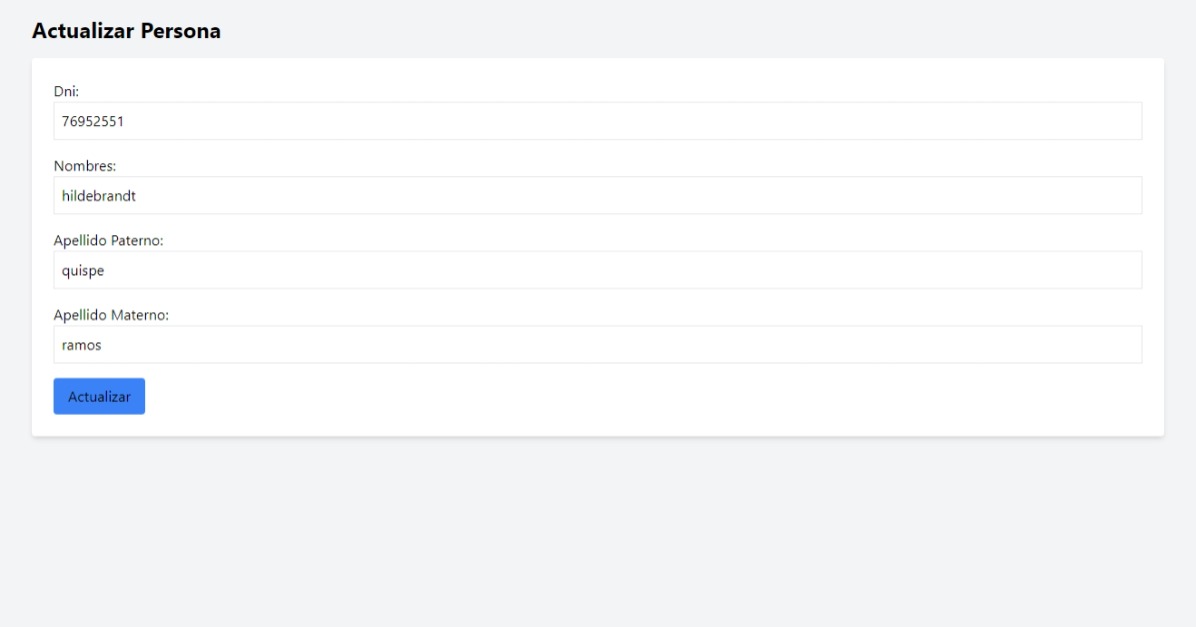 Actualizar Persona
Dni:
76952551
Nombres:
hildebrandt
Apellido Paterno:
quispe
Apellido Materno:
ramos
Actualizar